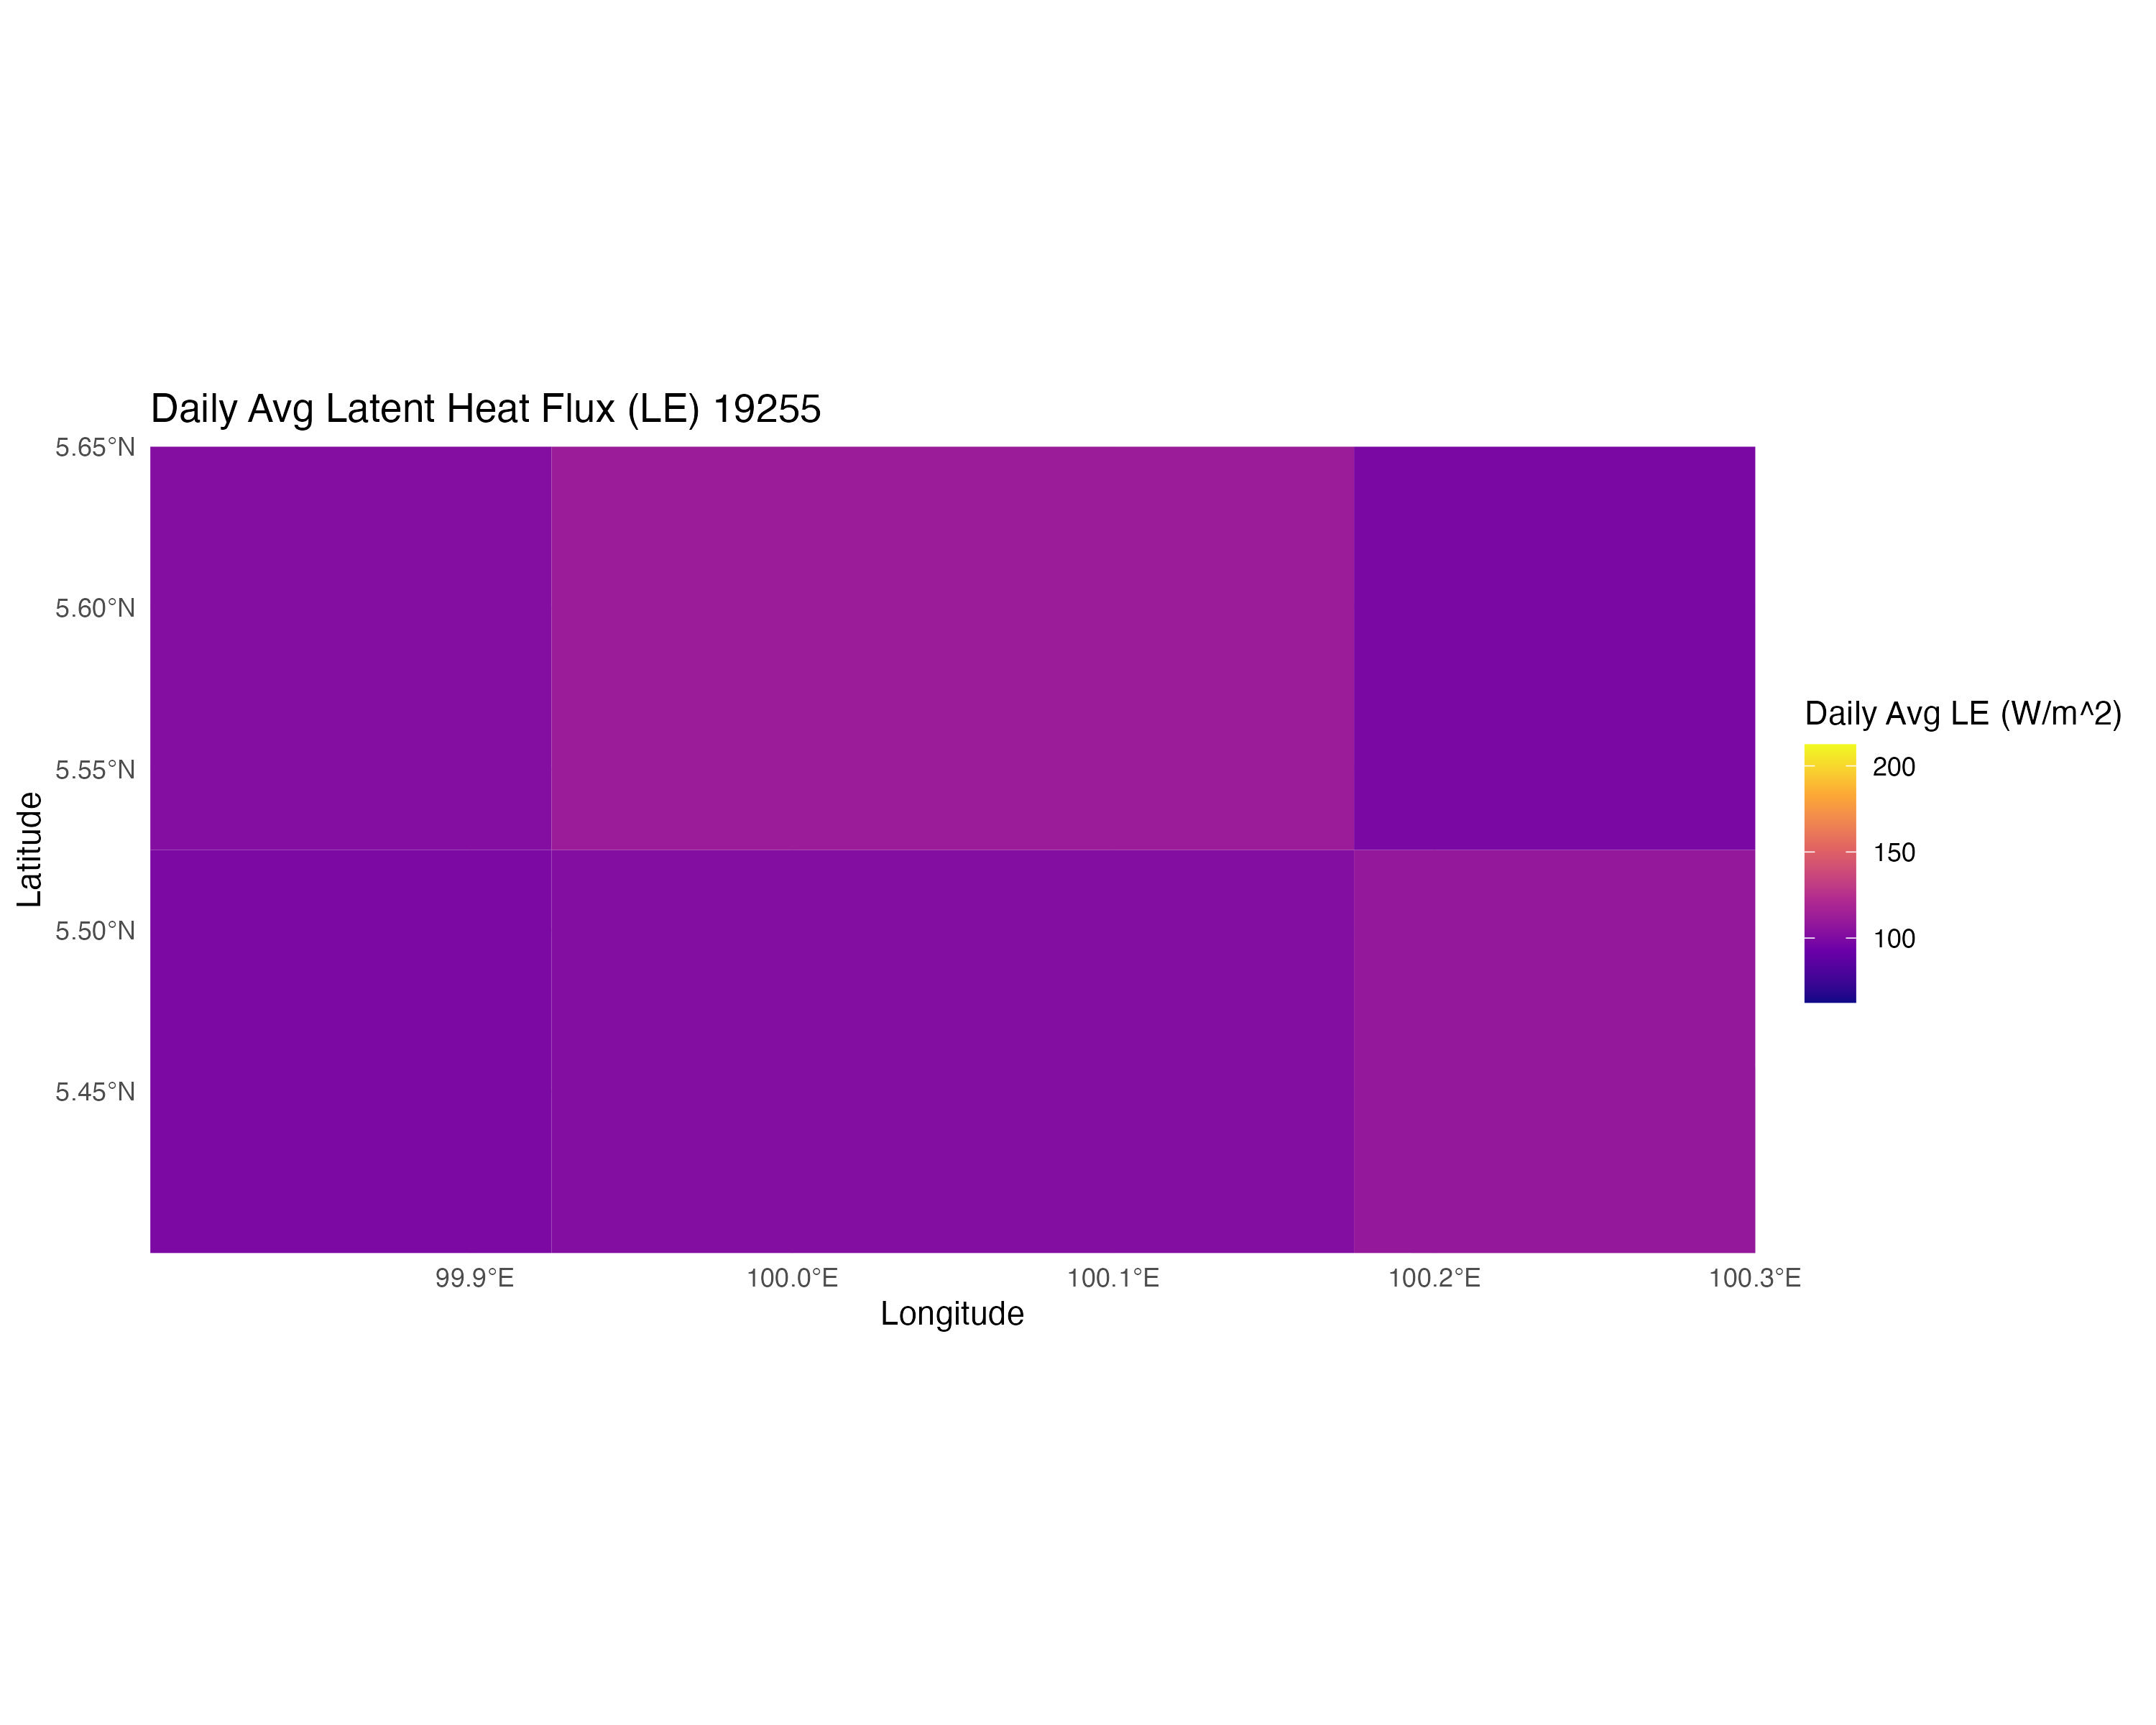 Daily Avg Latent Heat Flux (LE) 19255
5.65°N
5.60°N
5.55°N
5.50°N
5.45°N
Latitude
99.9°E 100.0°E 100.1°E 100.2°E 100.3°E
Longitude
Daily Avg LE (W/m^2)
200
150
100